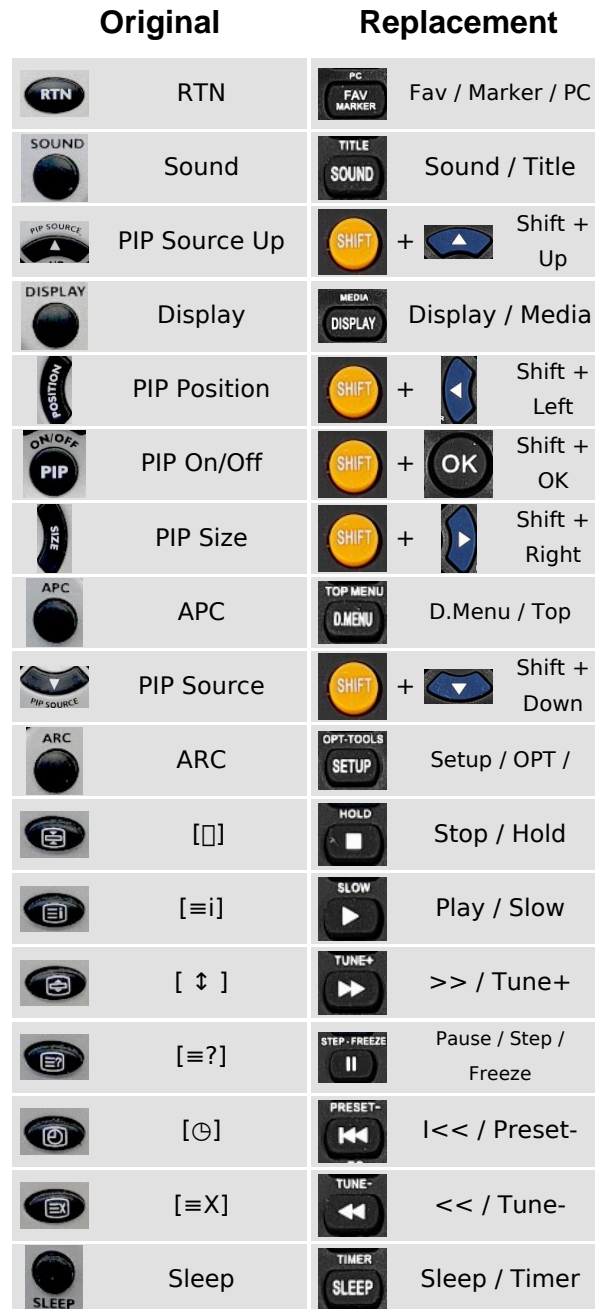 Original Replacement
RTN RTN PC FAV MARKER Fav / Marker / PC
SOUND Sound TITLE SOUND Sound / Title
PIP SOURCE PIP Source Up SHIFT + Shift + Up
DISPLAY Display MEDIA DISPLAY Display / Media
POSITION PIP Position SHIFT + Shift + Left
ON/OFF PIP PIP On/Off SHIFT + OK Shift + OK
SIZE PIP Size SHIFT + Shift + Right
APC APC TOP MENU D.MENU D.Menu / Top
PIP SOURCE PIP Source SHIFT + Shift + Down
ARC ARC OPT-TOOLS SETUP Setup / OPT /
[▯] HOLD Stop / Hold
[≡i] SLOW Play / Slow
[ ↕ ] TUNE+ >> / Tune+
[≡?] STEP-FREEZE Pause / Step / Freeze
[◷] PRESET- I<< / Preset-
[≡X] TUNE- << / Tune-
SLEEP Sleep TIMER SLEEP Sleep / Timer